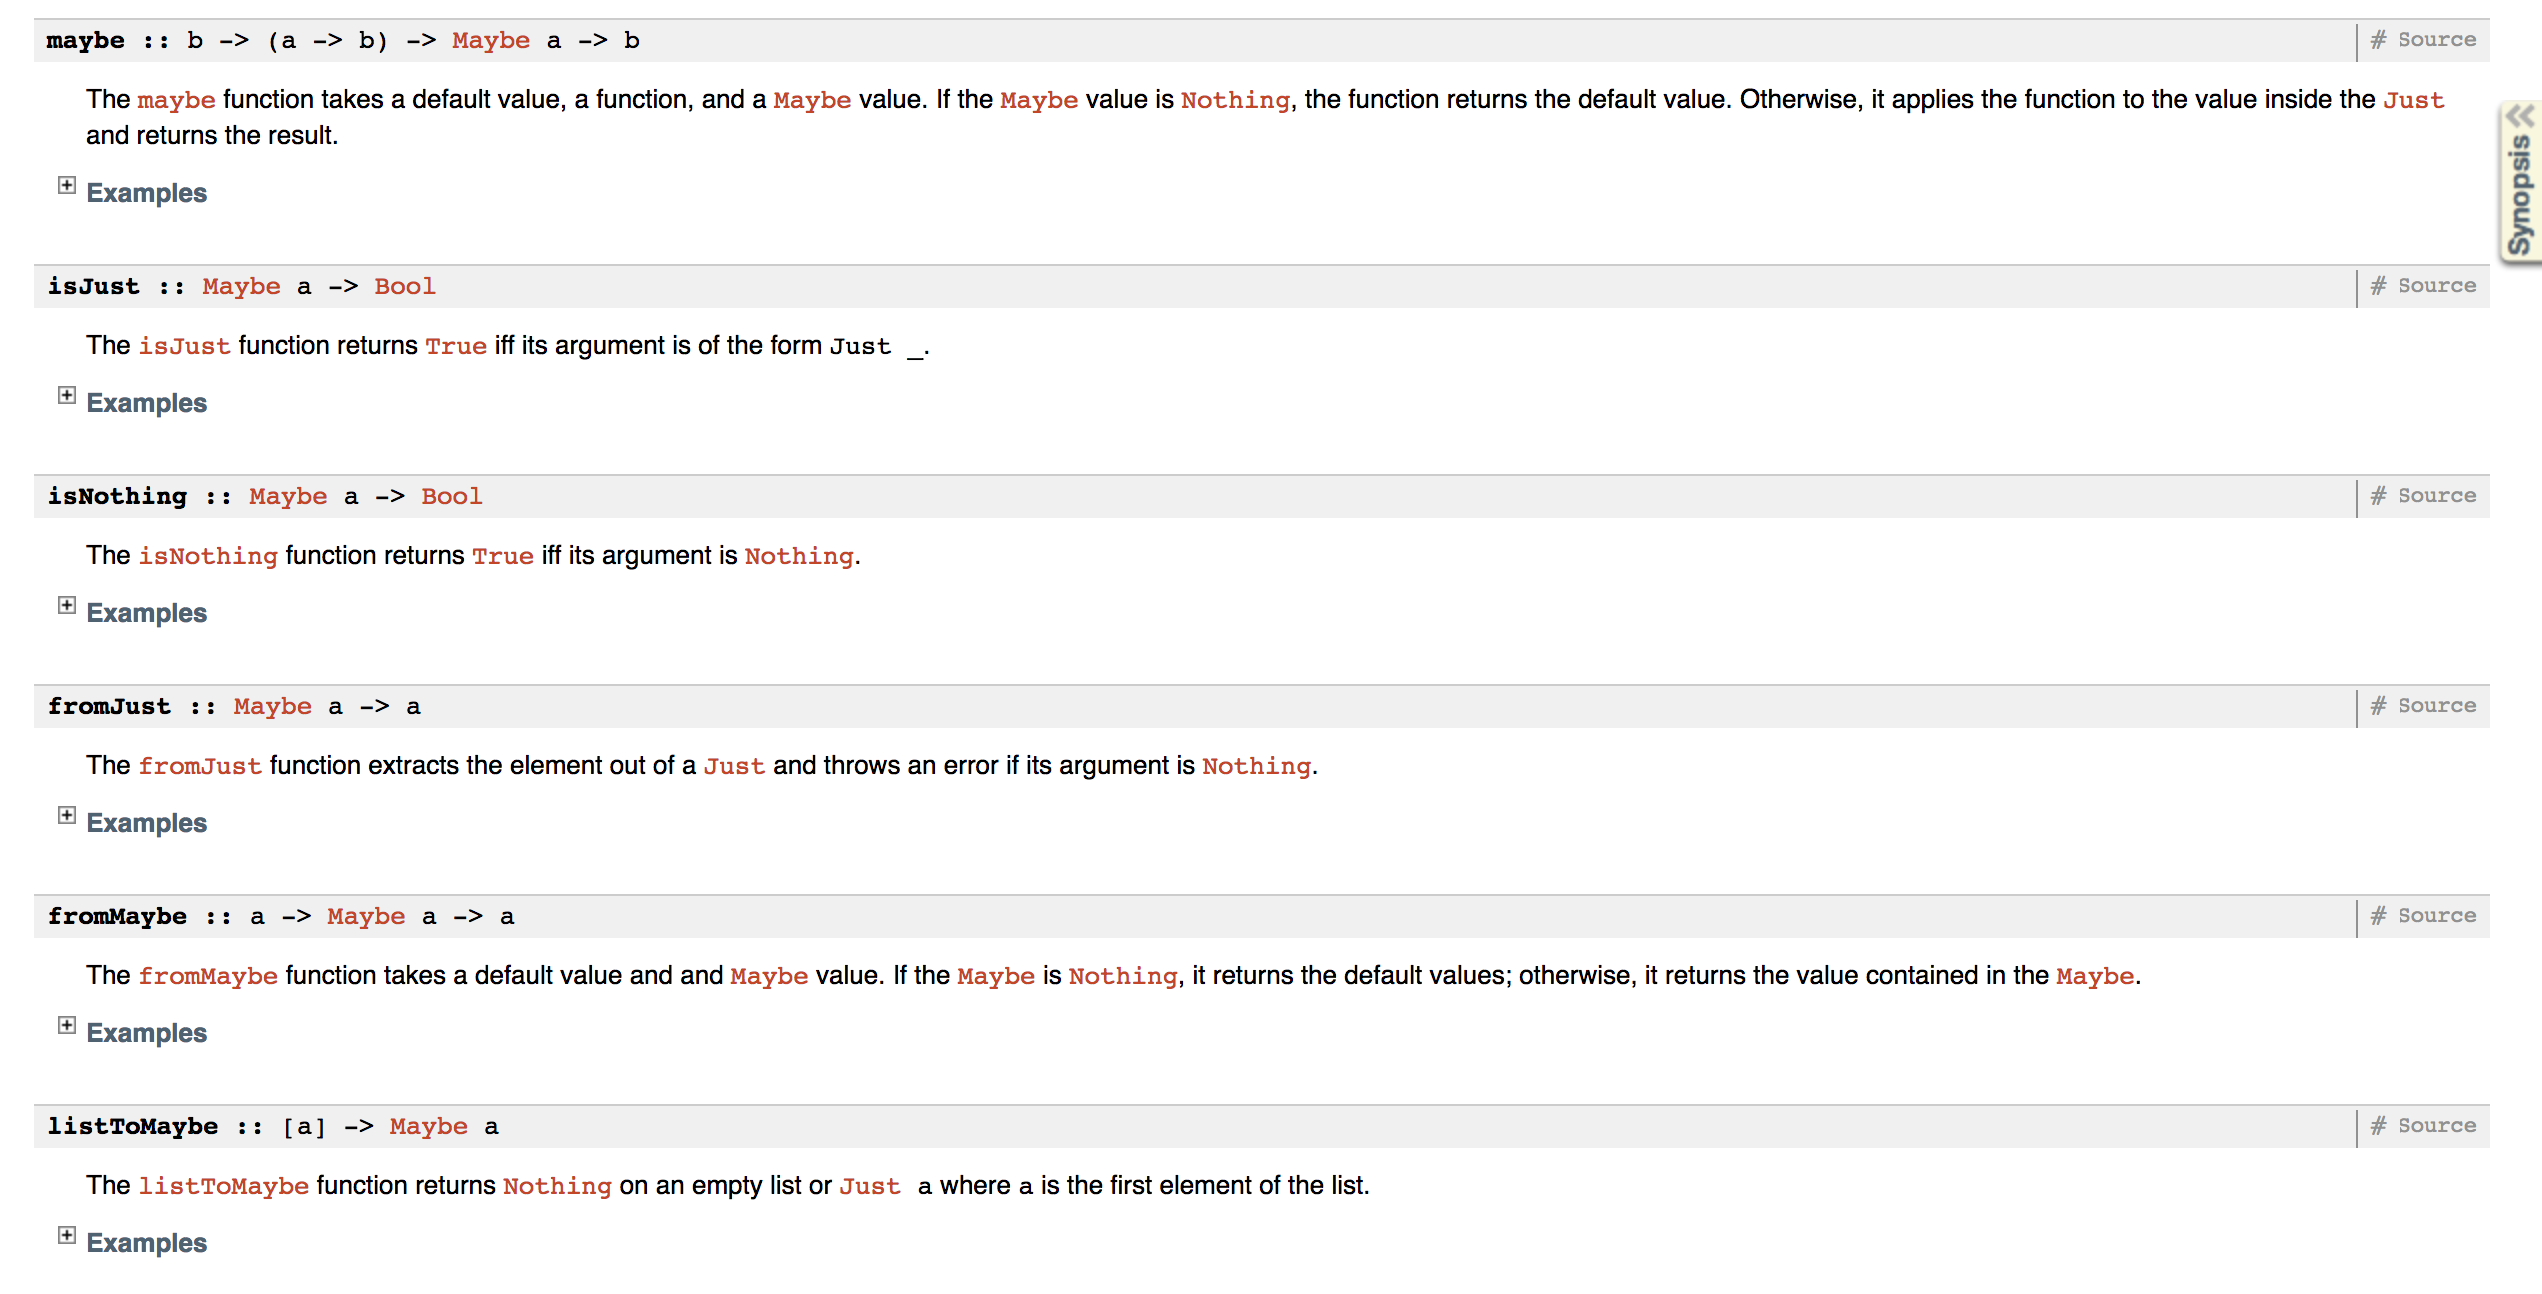 maybe :: b -> (a -> b) -> Maybe a -> b
# Source
The maybe function takes a default value, a function, and a Maybe value. If the Maybe value is Nothing, the function returns the default value. Otherwise, it applies the function to the value inside the Just
and returns the result.
Examples
Synopsis
isJust :: Maybe a -> Bool
# Source
The isJust function returns True iff its argument is of the form Just _.
Examples
isNothing :: Maybe a -> Bool
# Source
The isNothing function returns True iff its argument is Nothing.
Examples
fromJust :: Maybe a -> a
# Source
The fromJust function extracts the element out of a Just and throws an error if its argument is Nothing.
Examples
fromMaybe :: a -> Maybe a -> a
# Source
The fromMaybe function takes a default value and and Maybe value. If the Maybe is Nothing, it returns the default values; otherwise, it returns the value contained in the Maybe.
Examples
listToMaybe :: [a] -> Maybe a
# Source
The listToMaybe function returns Nothing on an empty list or Just a where a is the first element of the list.
Examples